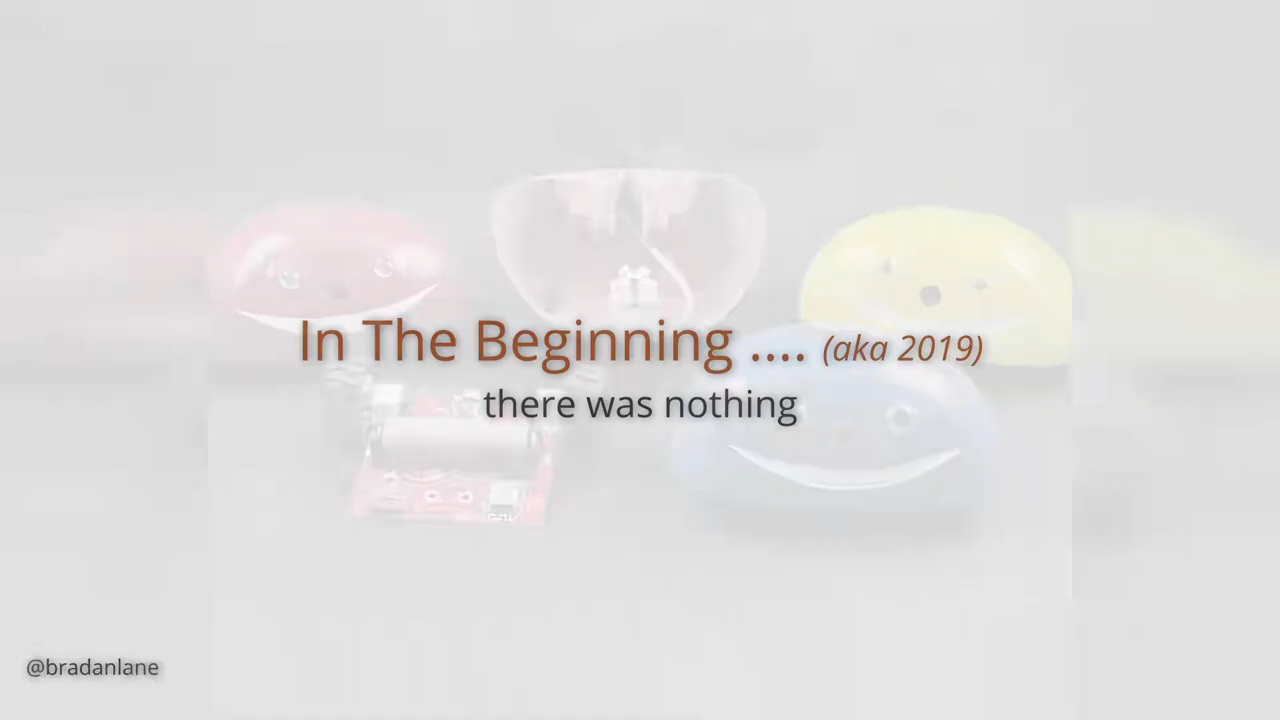 In The Beginning .... (aka 2019)
there was nothing
@bradanlane